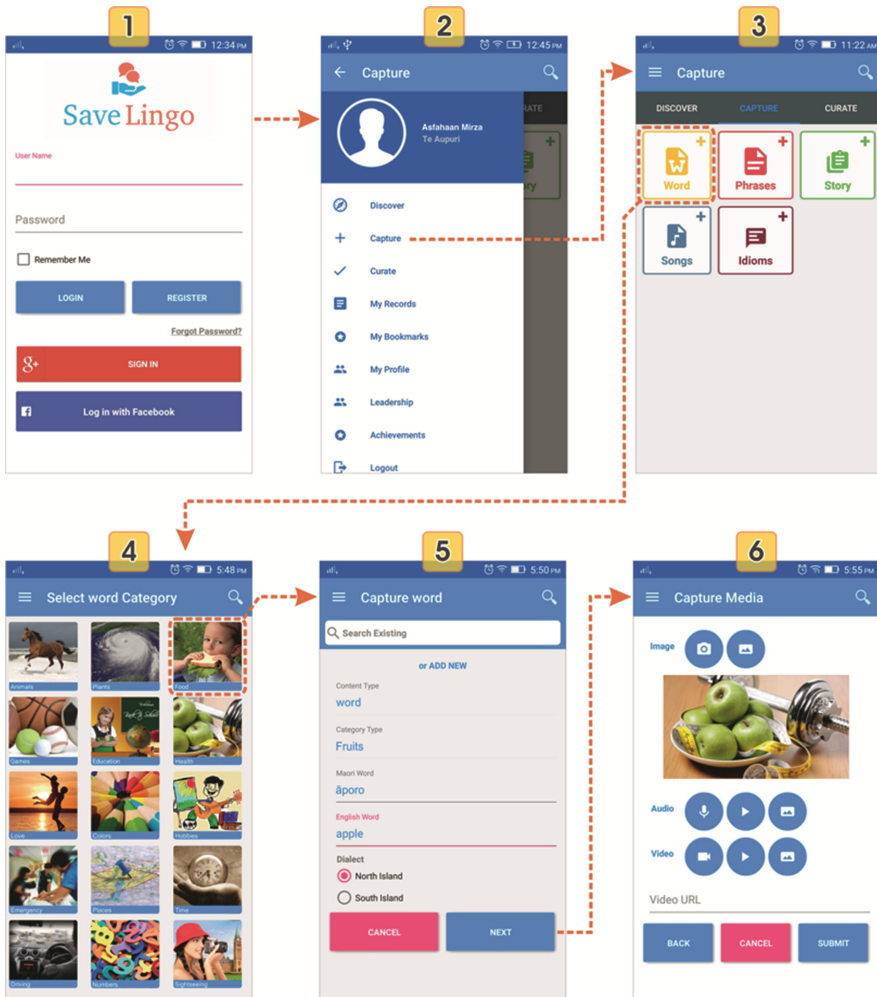 1
12:34 PM
Save Lingo
User Name
Password
Remember Me
LOGIN
REGISTER
Forgot Password?
g+ SIGN IN
f Log in with Facebook
2
12:45 PM
Capture
RATE
Asfahaan Mirza
Te Aupuri
ry
Discover
Capture
Curate
My Records
My Bookmarks
My Profile
Leadership
Achievements
Logout
3
11:22 AM
Capture
DISCOVER CAPTURE CURATE
W
Word Phrases Story
Songs Idioms
4
5:48 PM
Select word Category
Animals Plants Food
Back to School
Games Education Health
Love Colors Hobbies
Emergency Places Time
Driving Numbers Sightseeing
5
5:50 PM
Capture word
Search Existing
or ADD NEW
Content Type
word
Category Type
Fruits
Maori Word
āporo
English Word
apple
Dialect
North Island
South Island
CANCEL NEXT
6
5:55 PM
Capture Media
Image
Audio
Video
Video URL
BACK CANCEL SUBMIT